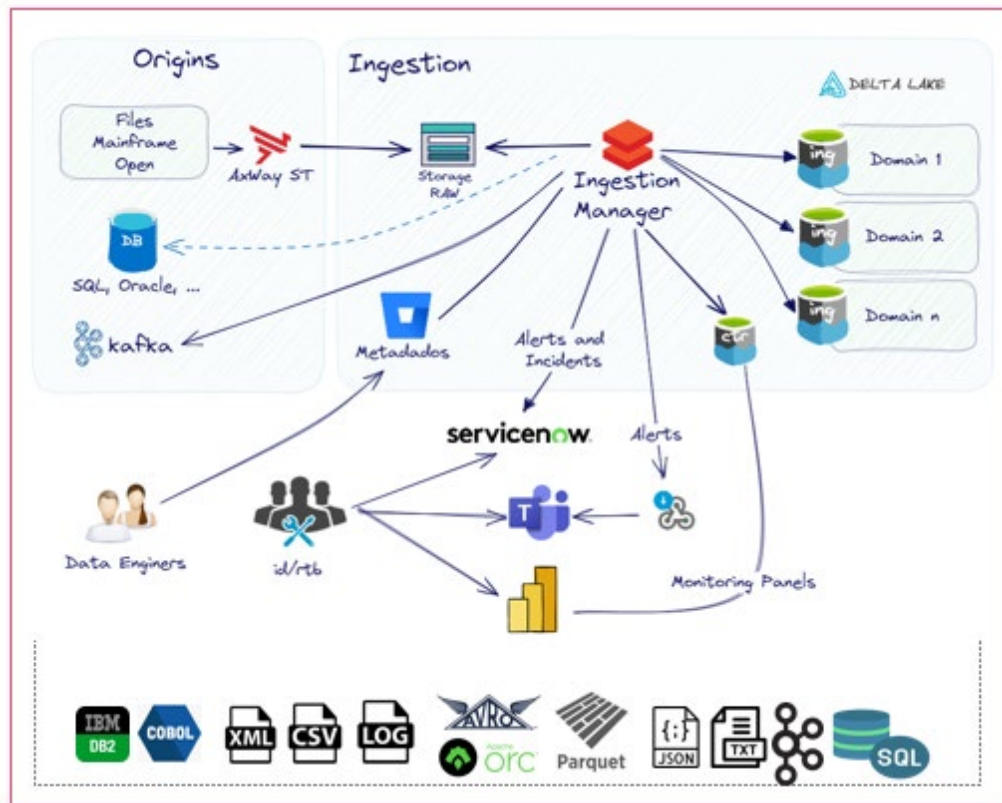 Origins
Ingestion
DELTA LAKE
Files
Mainframe
Open
AxWay ST
Storage
RAW
Ingestion
Manager
ing
Domain 1
ing
Domain 2
ing
Domain n
DB
SQL, Oracle, ...
kafka
Metadados
Alerts and
Incidents
ctr
servicenow
Alerts
T
Data Enginers
id/rtb
Monitoring Panels
IBM
DB2
COBOL
XML
CSV
LOG
AVRO
Apache
orc
Parquet
{;}
JSON
TXT
SQL